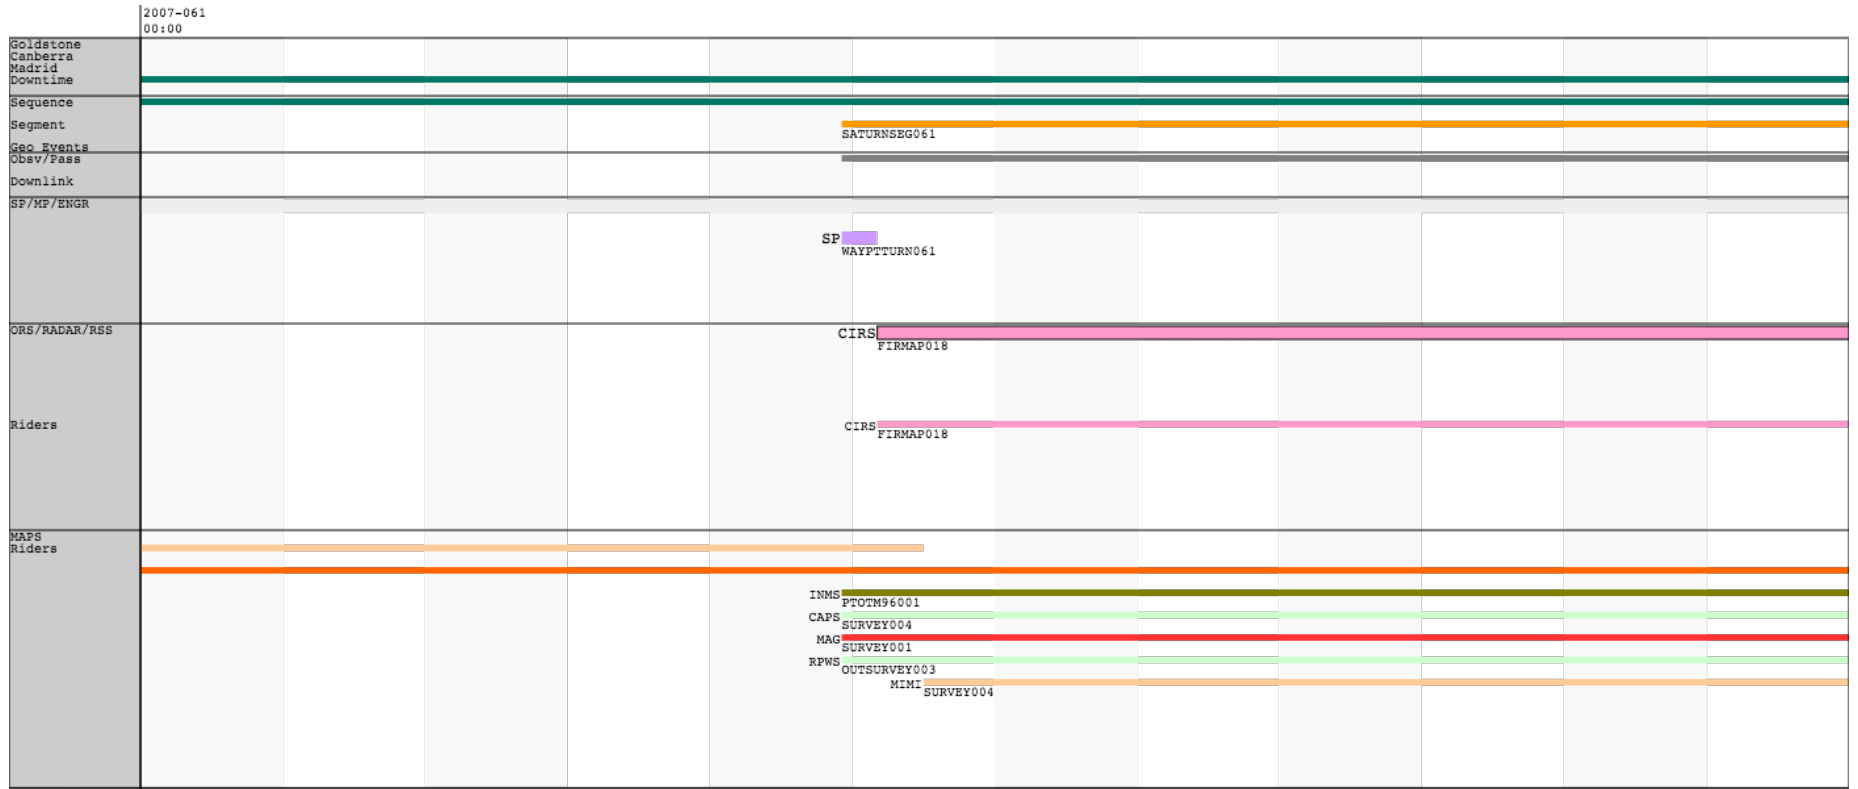 2007-061
00:00
Goldstone
Canberra
Madrid
Downtime
Sequence
Segment
SATURNSEG061
Geo Events
Obsv/Pass
Downlink
SP/MP/ENGR
SP
WAYPTTURN061
ORS/RADAR/RSS
CIRS
FIRMAP018
Riders
CIRS
FIRMAP018
MAPS
Riders
INMS
PTOTM96001
CAPS
SURVEY004
MAG
SURVEY001
RPWS
OUTSURVEY003
MIMI
SURVEY004